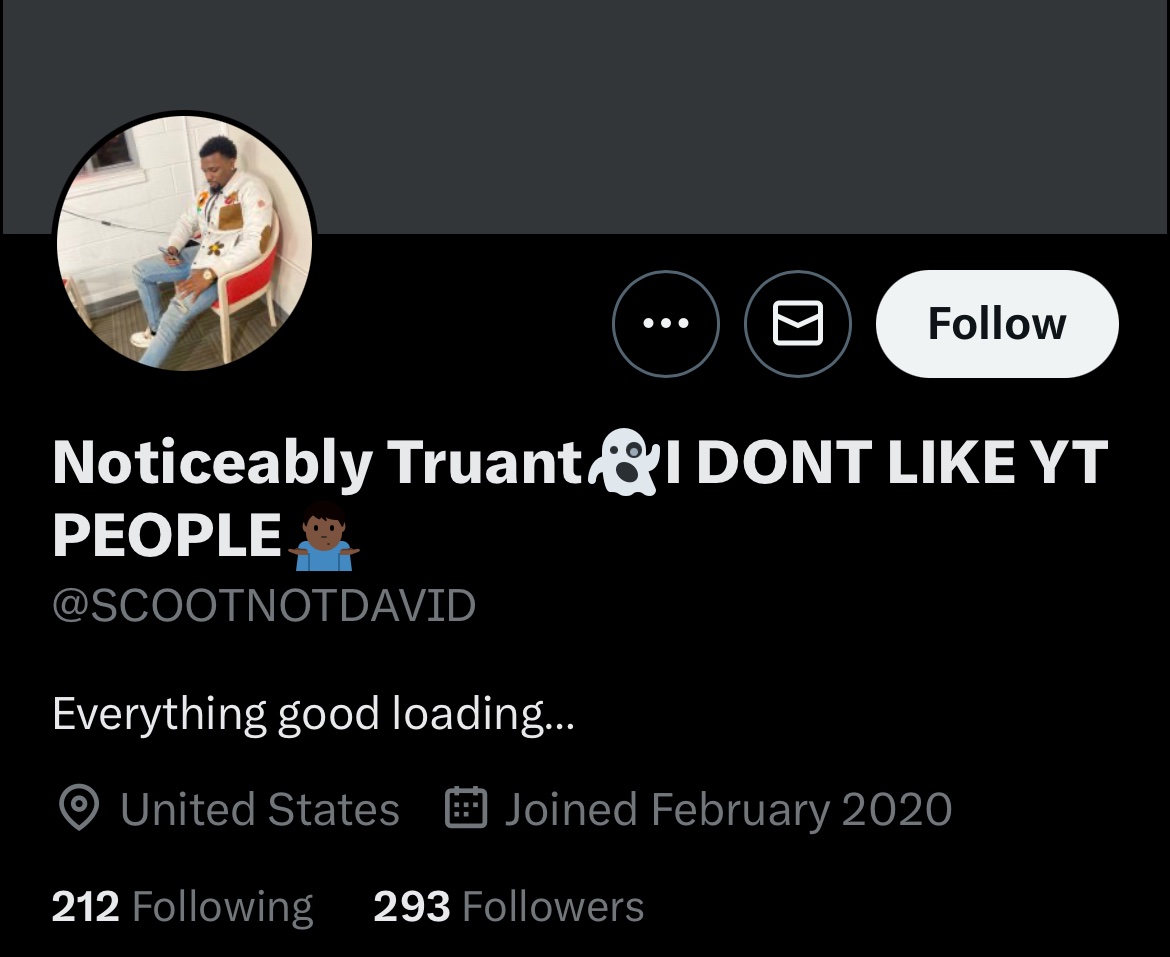 Follow
Noticeably Truant👻I DONT LIKE YT
PEOPLE🤷🏿‍♂️
@SCOOTNOTDAVID
Everything good loading...
United States Joined February 2020
212 Following 293 Followers